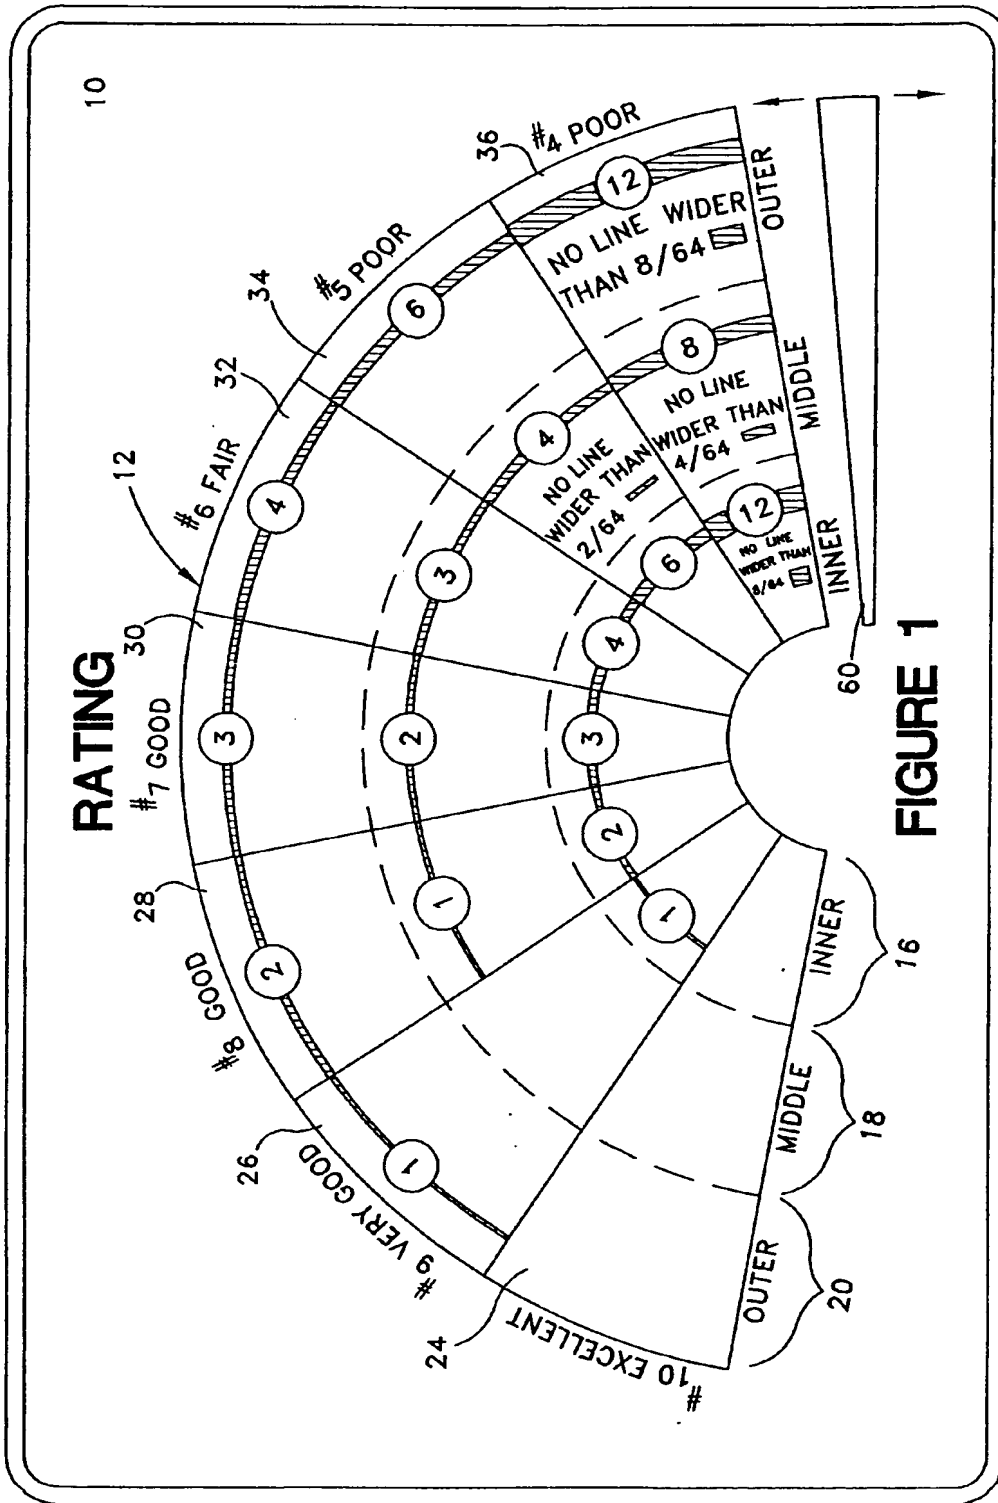 RATING
10
12
#10 EXCELLENT
#9 VERY GOOD
#8 GOOD
#7 GOOD
#6 FAIR
#5 POOR
#4 POOR
24
26
28
30
32
34
36
1
2
3
4
6
12
1
2
3
4
8
1
2
3
4
6
12
NO LINE WIDER
THAN 8/64
NO LINE
WIDER THAN
2/64
NO LINE
WIDER THAN
4/64
NO LINE
WIDER THAN
8/64
OUTER
MIDDLE
INNER
INNER
MIDDLE
OUTER
16
18
20
60
FIGURE 1